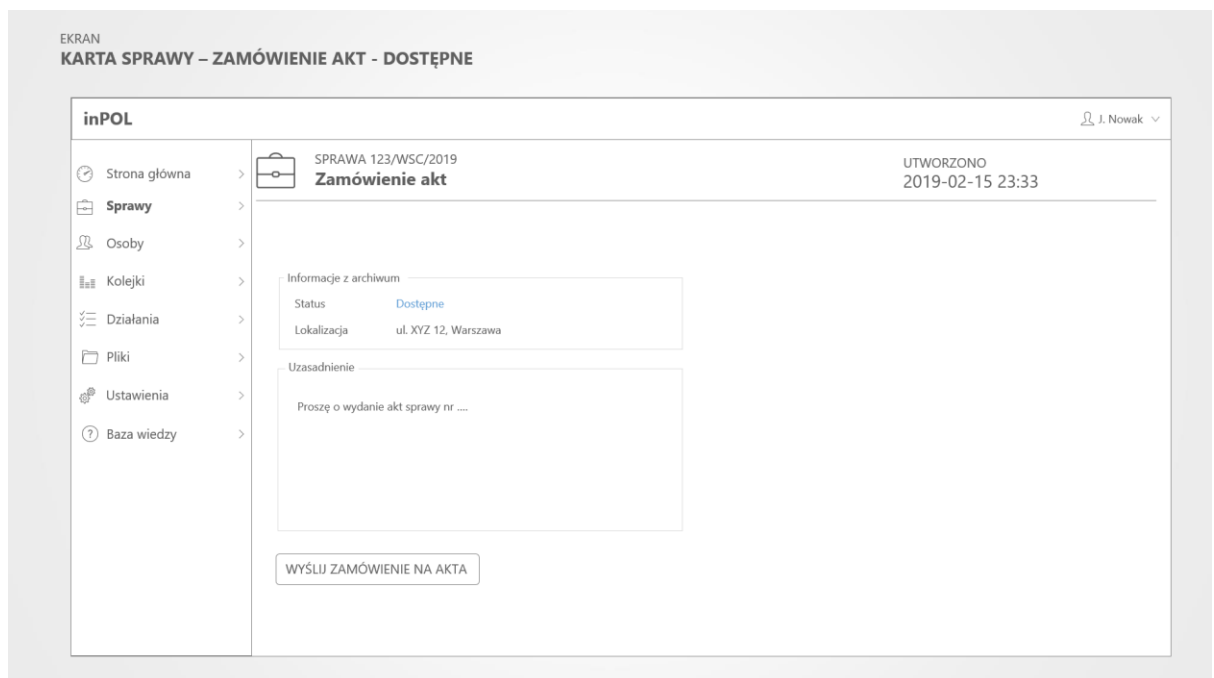 EKRAN
KARTA SPRAWY – ZAMÓWIENIE AKT - DOSTĘPNE
inPOL
J. Nowak
Strona główna
Sprawy
Osoby
Kolejki
Działania
Pliki
Ustawienia
Baza wiedzy
SPRAWA 123/WSC/2019
Zamówienie akt
UTWORZONO
2019-02-15 23:33
Informacje z archiwum
Status Dostępne
Lokalizacja ul. XYZ 12, Warszawa
Uzasadnienie
Proszę o wydanie akt sprawy nr ....
WYŚLIJ ZAMÓWIENIE NA AKTA